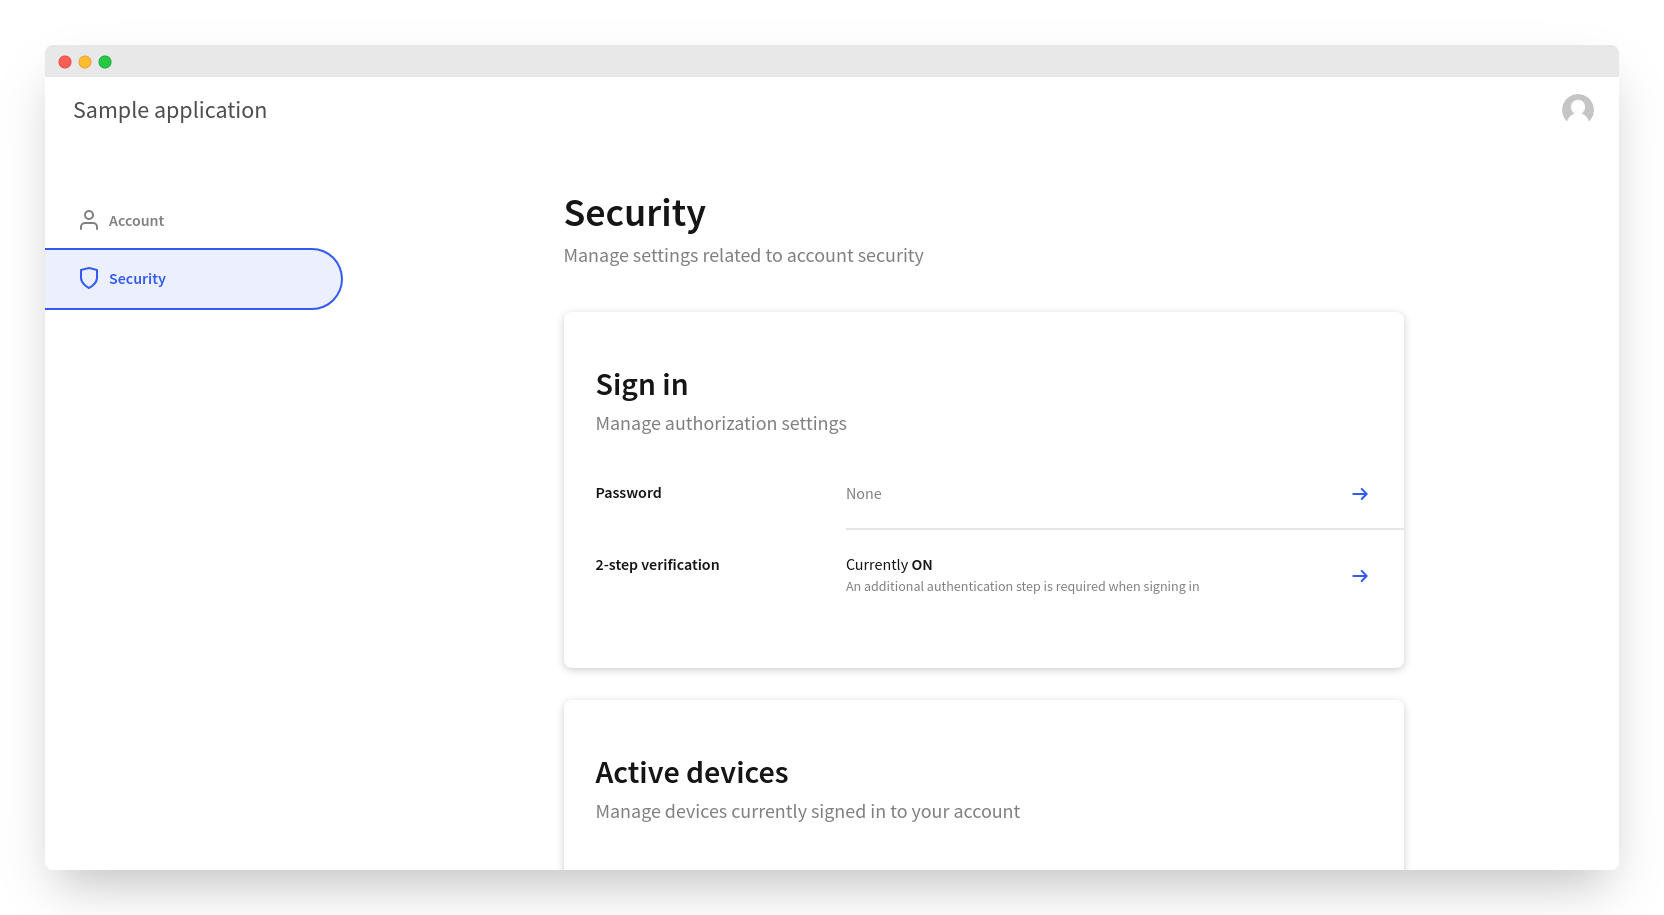 Sample application
Account
Security
Security
Manage settings related to account security
Sign in
Manage authorization settings
Password
None
2-step verification
Currently ON
An additional authentication step is required when signing in
Active devices
Manage devices currently signed in to your account